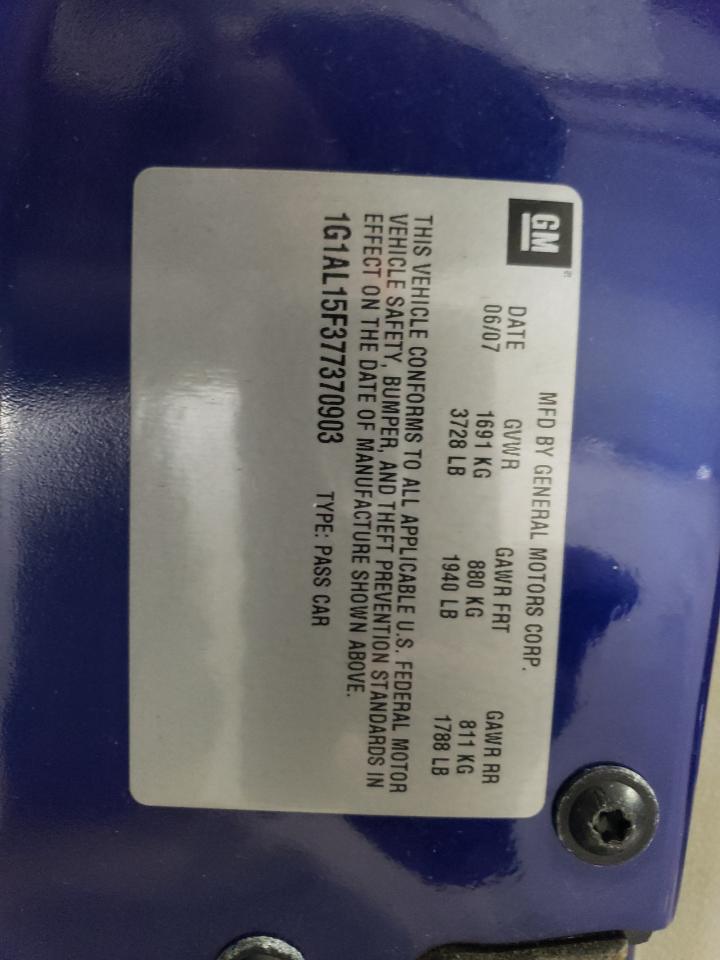 GM®
MFD BY GENERAL MOTORS CORP.
DATE GVWR GAWR FRT GAWR RR
06/07 1691 KG 880 KG 811 KG
3728 LB 1940 LB 1788 LB
THIS VEHICLE CONFORMS TO ALL APPLICABLE U.S. FEDERAL MOTOR
VEHICLE SAFETY, BUMPER, AND THEFT PREVENTION STANDARDS IN
EFFECT ON THE DATE OF MANUFACTURE SHOWN ABOVE.
1G1AL15F377370903 TYPE: PASS CAR